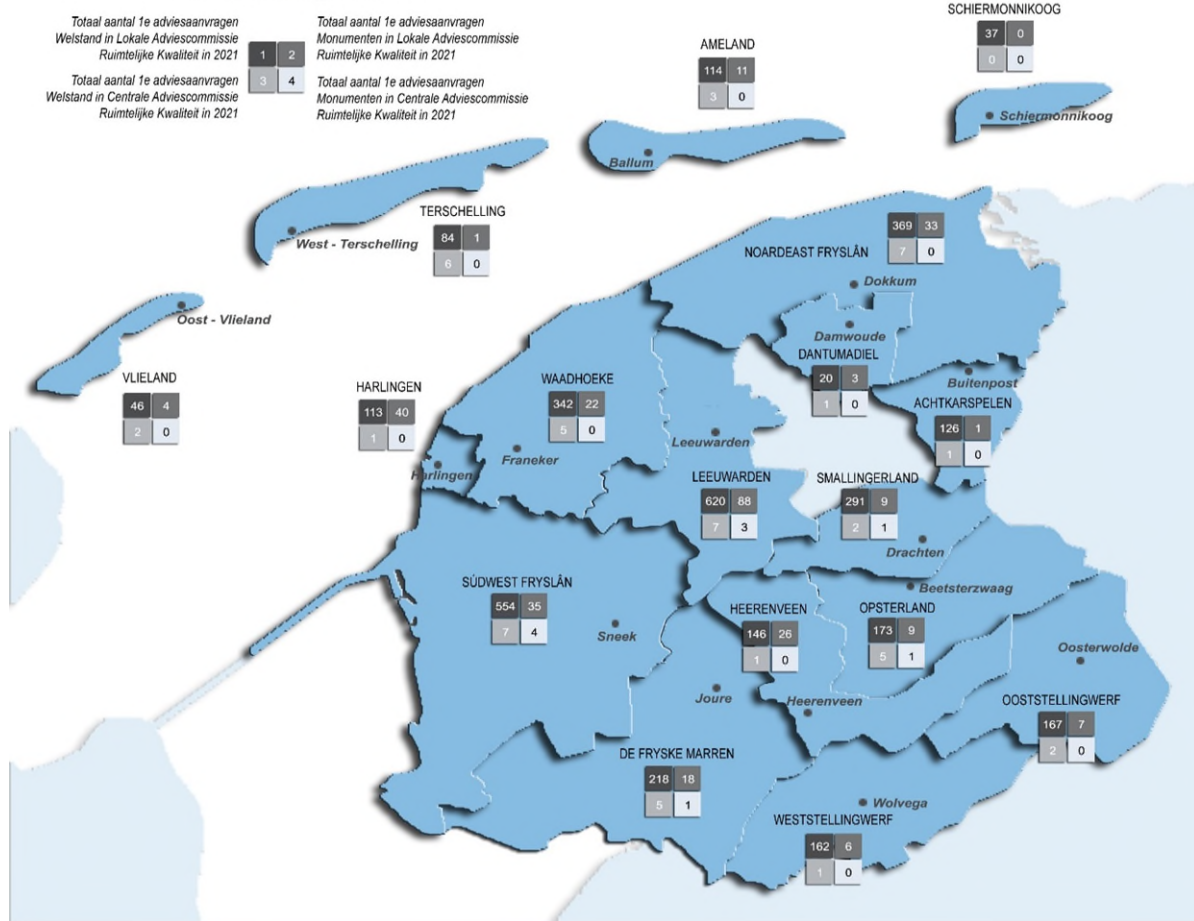 Totaal aantal 1e adviesaanvragen
Welstand in Lokale Adviescommissie
Ruimtelijke Kwaliteit in 2021
1 2
Totaal aantal 1e adviesaanvragen
Monumenten in Lokale Adviescommissie
Ruimtelijke Kwaliteit in 2021
Totaal aantal 1e adviesaanvragen
Welstand in Centrale Adviescommissie
Ruimtelijke Kwaliteit in 2021
3 4
Totaal aantal 1e adviesaanvragen
Monumenten in Centrale Adviescommissie
Ruimtelijke Kwaliteit in 2021
SCHIERMONNIKOOG
37 0
0 0
Schiermonnikoog
AMELAND
114 11
3 0
Ballum
TERSCHELLING
84 1
6 0
West - Terschelling
NOARDEAST FRYSLÂN
369 33
7 0
Dokkum
Oost - Vlieland
VLIELAND
46 4
2 0
Damwoude
DANTUMADIEL
20 3
1 0
HARLINGEN
113 40
1 0
Harlingen
WAADHOEKE
342 22
5 0
Franeker
Buitenpost
ACHTKARSPELEN
126 1
1 0
Leeuwarden
LEEUWARDEN
620 88
7 3
SMALLINGERLAND
291 9
2 1
Drachten
SÚDWEST FRYSLÂN
554 35
7 4
Sneek
HEERENVEEN
146 26
1 0
Heerenveen
Beetsterzwaag
OPSTERLAND
173 9
5 1
Oosterwolde
OOSTSTELLINGWERF
167 7
2 0
Joure
DE FRYSKE MARREN
218 18
5 1
Wolvega
WESTSTELLINGWERF
162 6
1 0